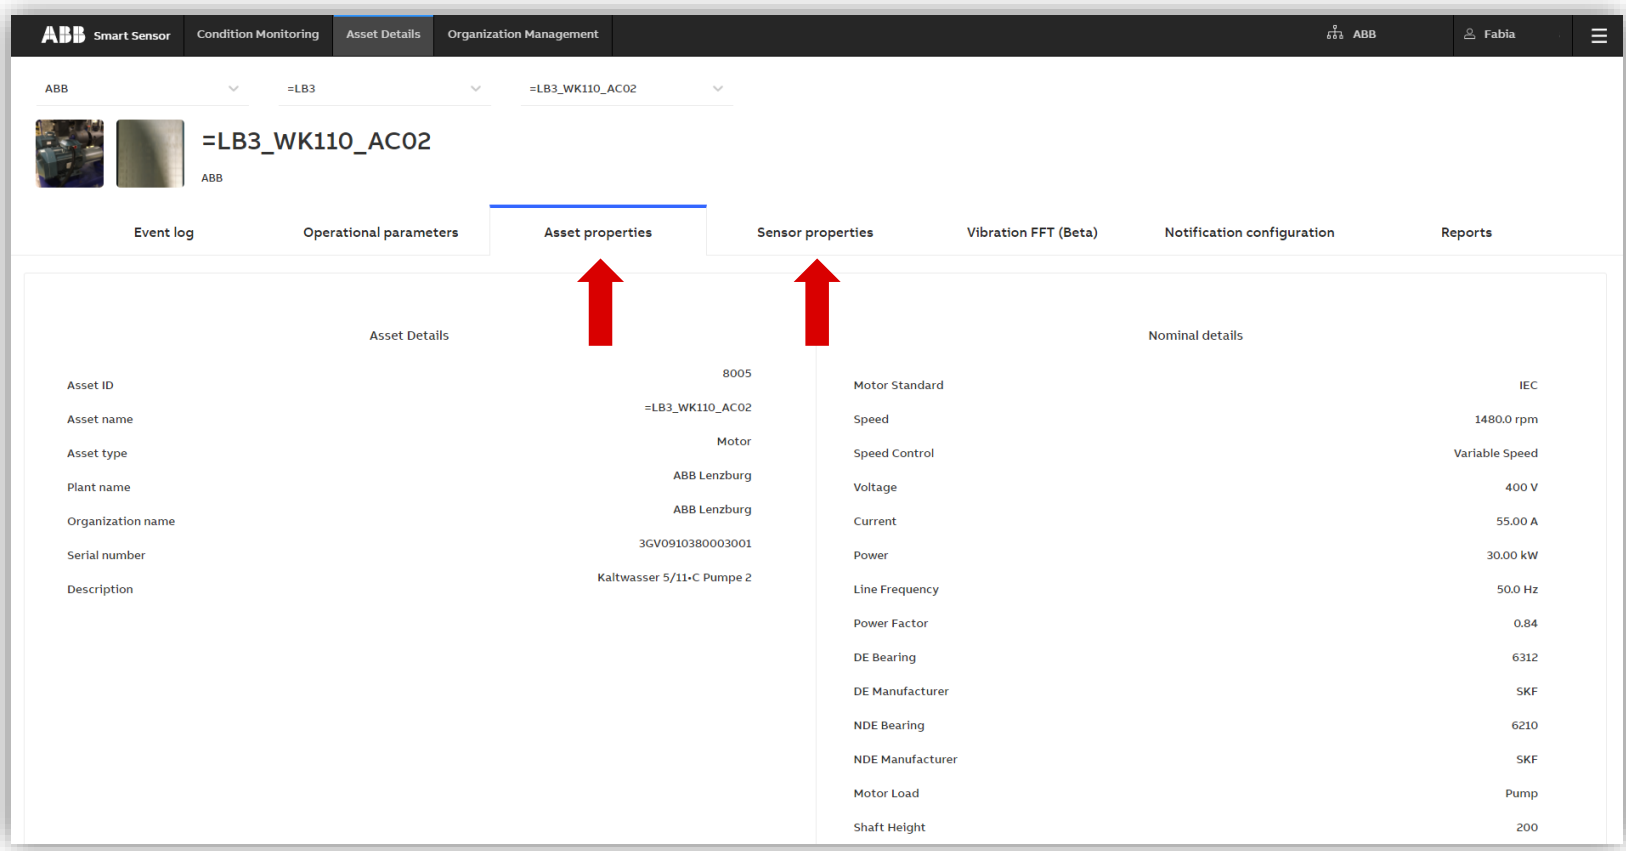 ABB Smart Sensor Condition Monitoring Asset Details Organization Management ABB Fabia
ABB =LB3 =LB3_WK110_AC02
=LB3_WK110_AC02
ABB
Event log Operational parameters Asset properties Sensor properties Vibration FFT (Beta) Notification configuration Reports
Asset Details
Asset ID 8005
Asset name =LB3_WK110_AC02
Asset type Motor
Plant name ABB Lenzburg
Organization name ABB Lenzburg
Serial number 3GV0910380003001
Description Kaltwasser 5/11•C Pumpe 2
Nominal details
Motor Standard IEC
Speed 1480.0 rpm
Speed Control Variable Speed
Voltage 400 V
Current 55.00 A
Power 30.00 kW
Line Frequency 50.0 Hz
Power Factor 0.84
DE Bearing 6312
DE Manufacturer SKF
NDE Bearing 6210
NDE Manufacturer SKF
Motor Load Pump
Shaft Height 200